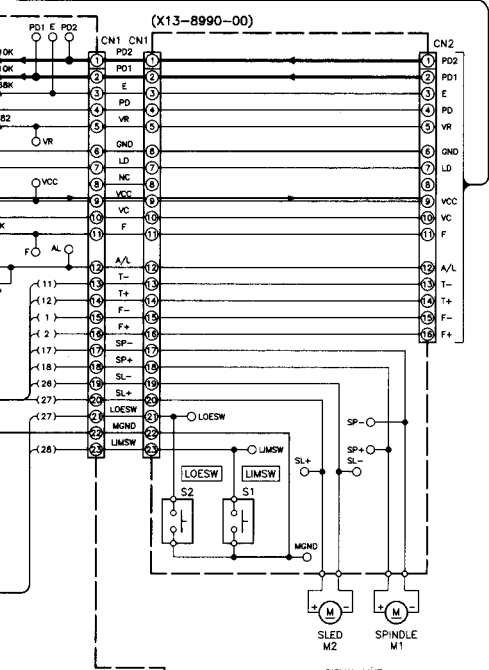 (X13-8990-00)
PD1 E PD2
CN1 CN1 CN2
1 PD2 1 1 PD2
2 PD1 2 2 PD1
3 E 3 3 E
4 PD 4 4 PD
5 VR 5 5 VR
VR
6 GND 6 6 GND
7 LD 7 7 LD
8 NC 8 8
VCC
9 VCC 9 9 VCC
10 VC 10 10 VC
11 F 11 11 F
F AL
12 A/L 12 12 A/L
(11) 13 T- 13 13 T-
(12) 14 T+ 14 14 T+
(1) 15 F- 15 15 F-
(2) 16 F+ 16 16 F+
(17) 17 SP- 17
(18) 18 SP+ 18
(26) 19 SL- 19
(27) 20 SL+ 20
(27) 21 LOESW 21 LOESW
22 MGND 22
(28) 23 LIMSW 23 LIMSW
SP-
SL+ SP+
SL-
LOESW LIMSW
S2 S1
MGND
+ M - + M -
SLED SPINDLE
M2 M1